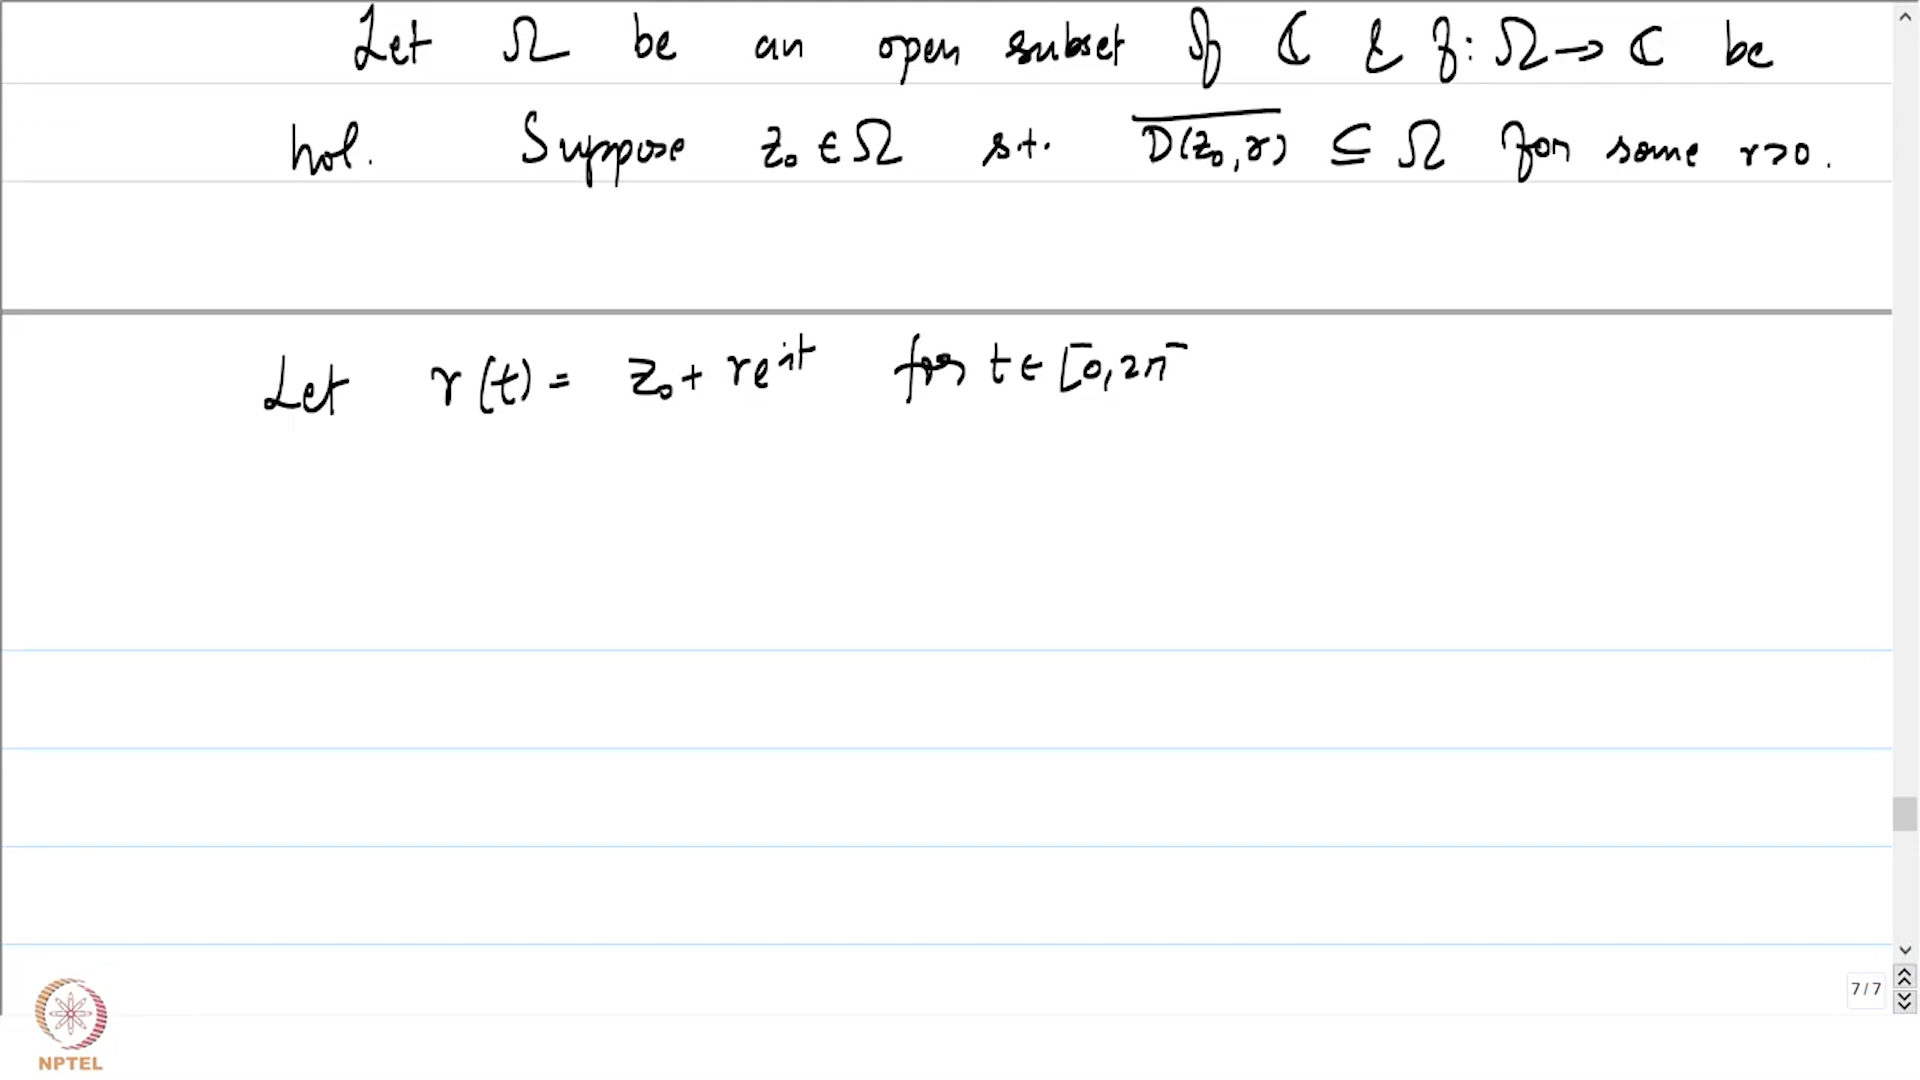 Let Ω be an open subset of ℂ & f: Ω → ℂ be
hol. Suppose z₀ ∈ Ω s.t. \overline{D(z₀, r)} ⊆ Ω for some r>0.
Let γ(t) = z₀ + re^{it} for t ∈ [0, 2π
7/7
NPTEL